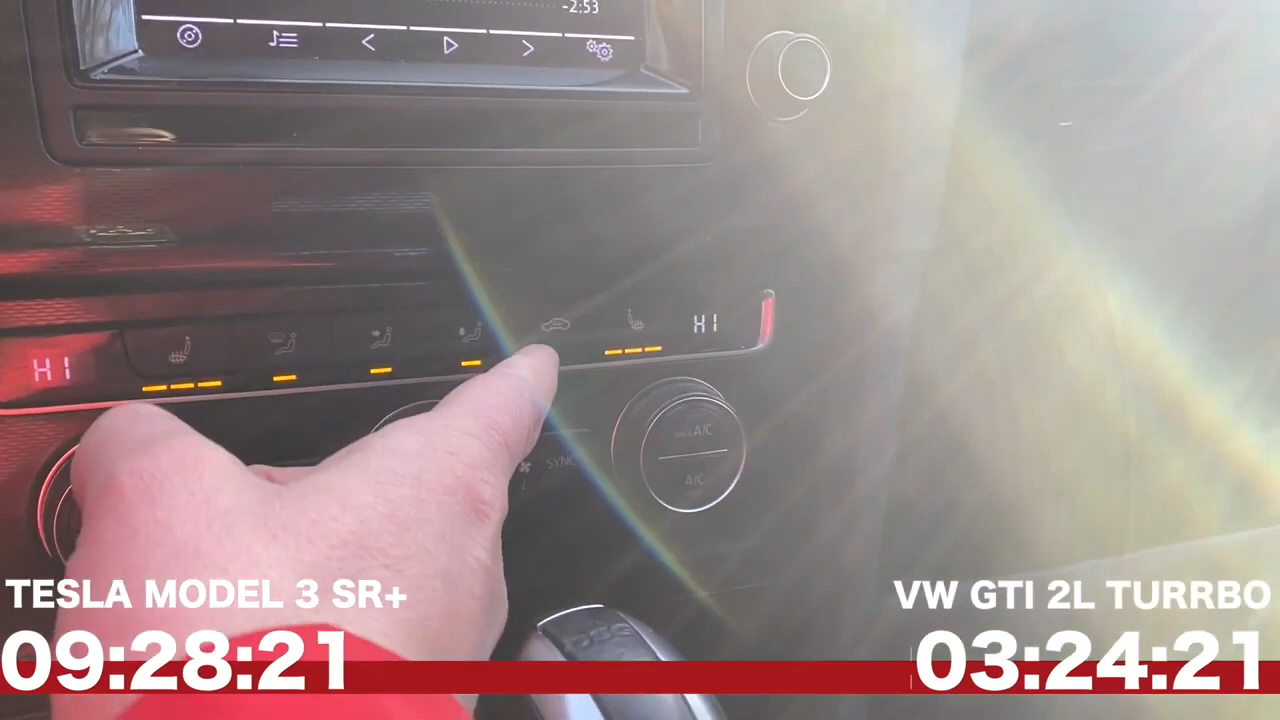 -2:53
HI
HI
A/C
SYNC
A/C
TESLA MODEL 3 SR+
VW GTI 2L TURRBO
09:28:21
03:24:21